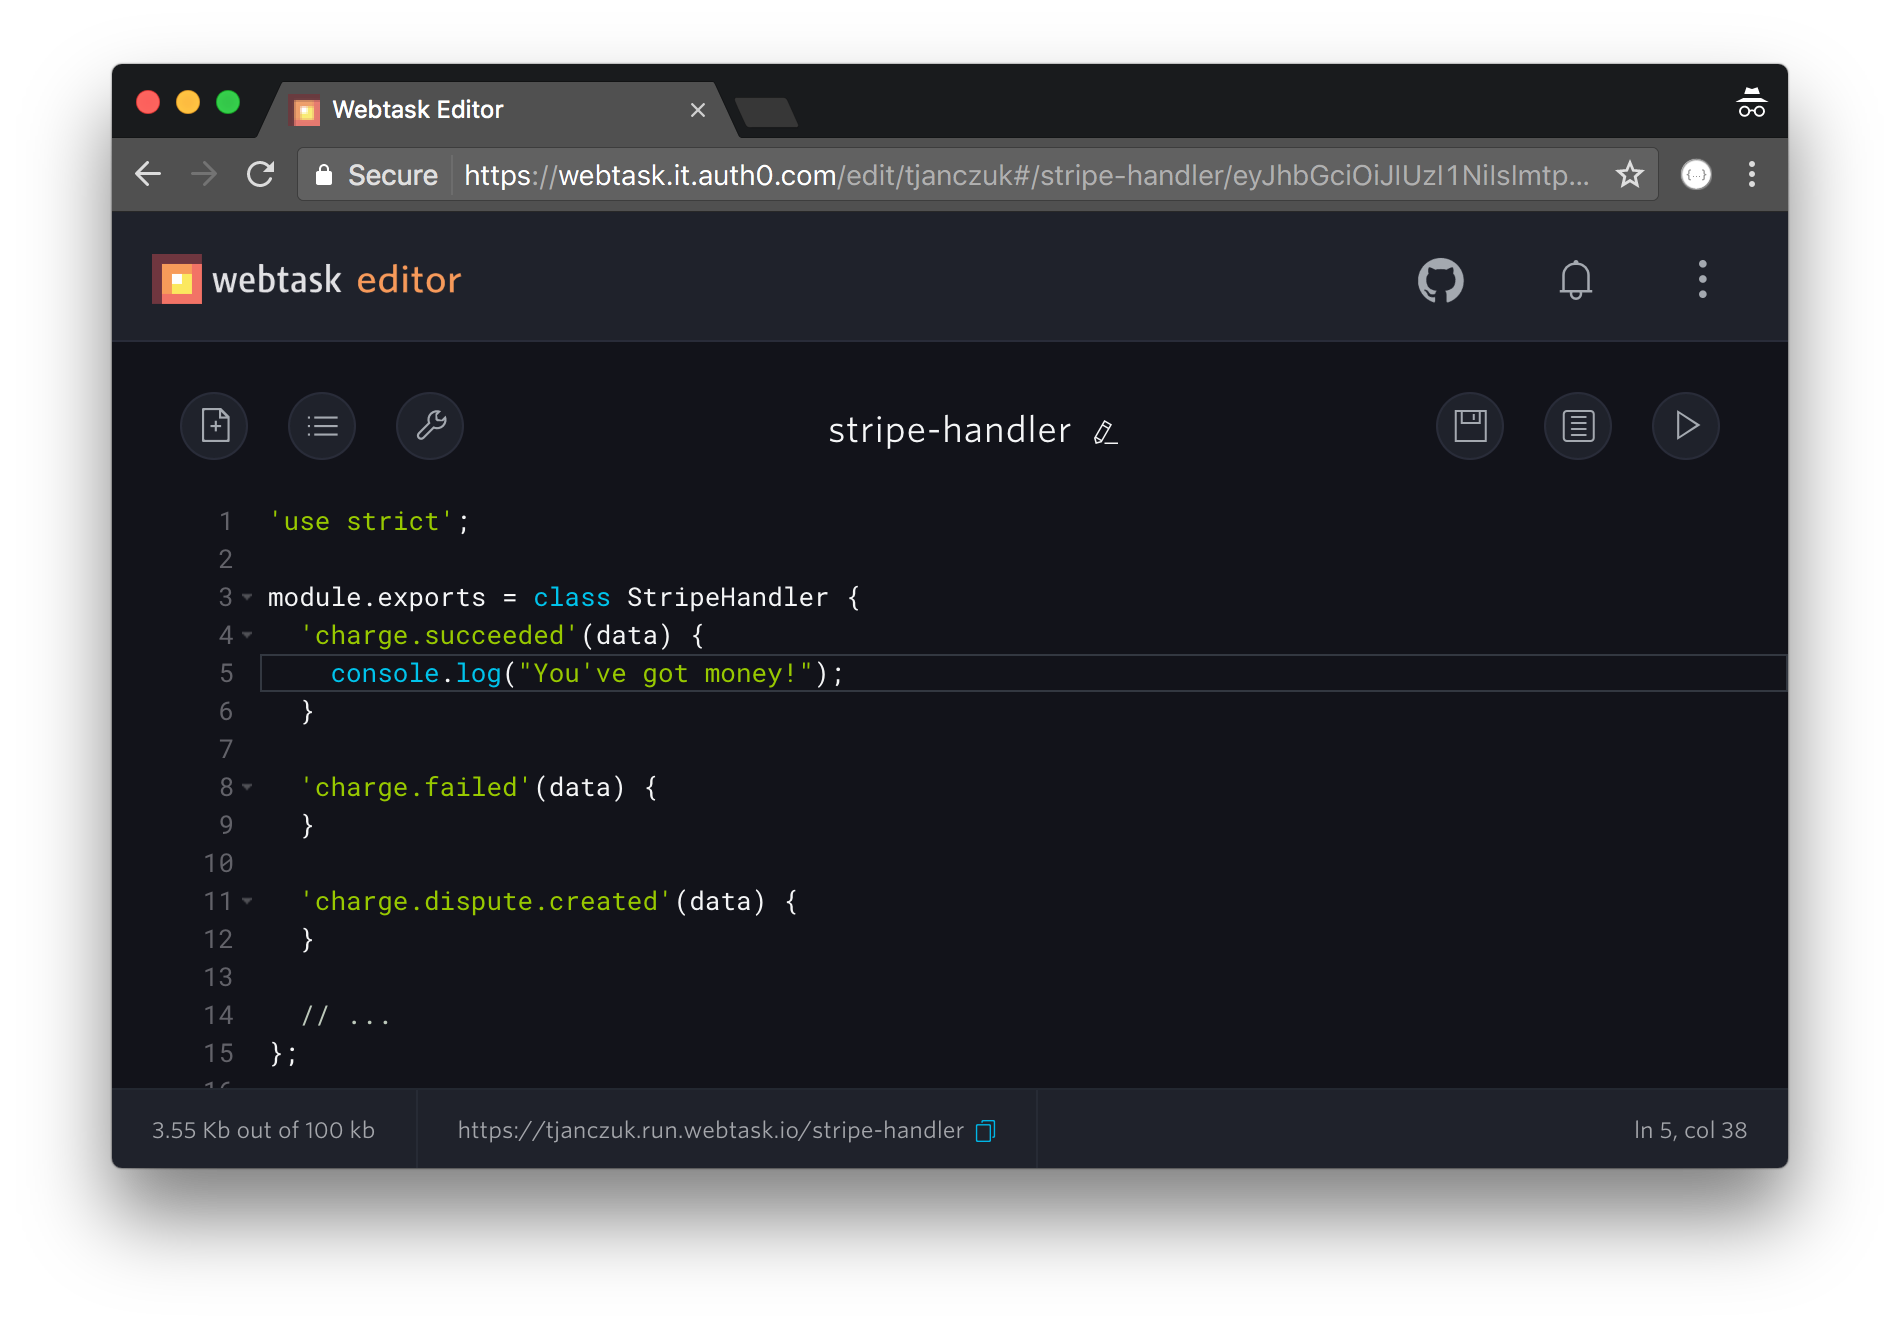 Webtask Editor
Secure https://webtask.it.auth0.com/edit/tjanczuk#/stripe-handler/eyJhbGciOiJIUzI1NiIsImtp... {...}
webtask editor
stripe-handler
1 'use strict';
2
3 module.exports = class StripeHandler {
4 'charge.succeeded'(data) {
5 console.log("You've got money!");
6 }
7
8 'charge.failed'(data) {
9 }
10
11 'charge.dispute.created'(data) {
12 }
13
14 // ...
15 };
16
3.55 Kb out of 100 kb https://tjanczuk.run.webtask.io/stripe-handler ln 5, col 38